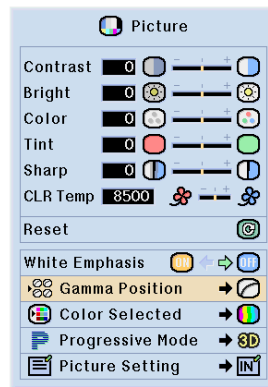 Picture
Contrast 0
Bright 0
Color 0
Tint 0
Sharp 0
CLR Temp 8500
Reset
White Emphasis ON OFF
Gamma Position
Color Selected
Progressive Mode 3D
Picture Setting IN1